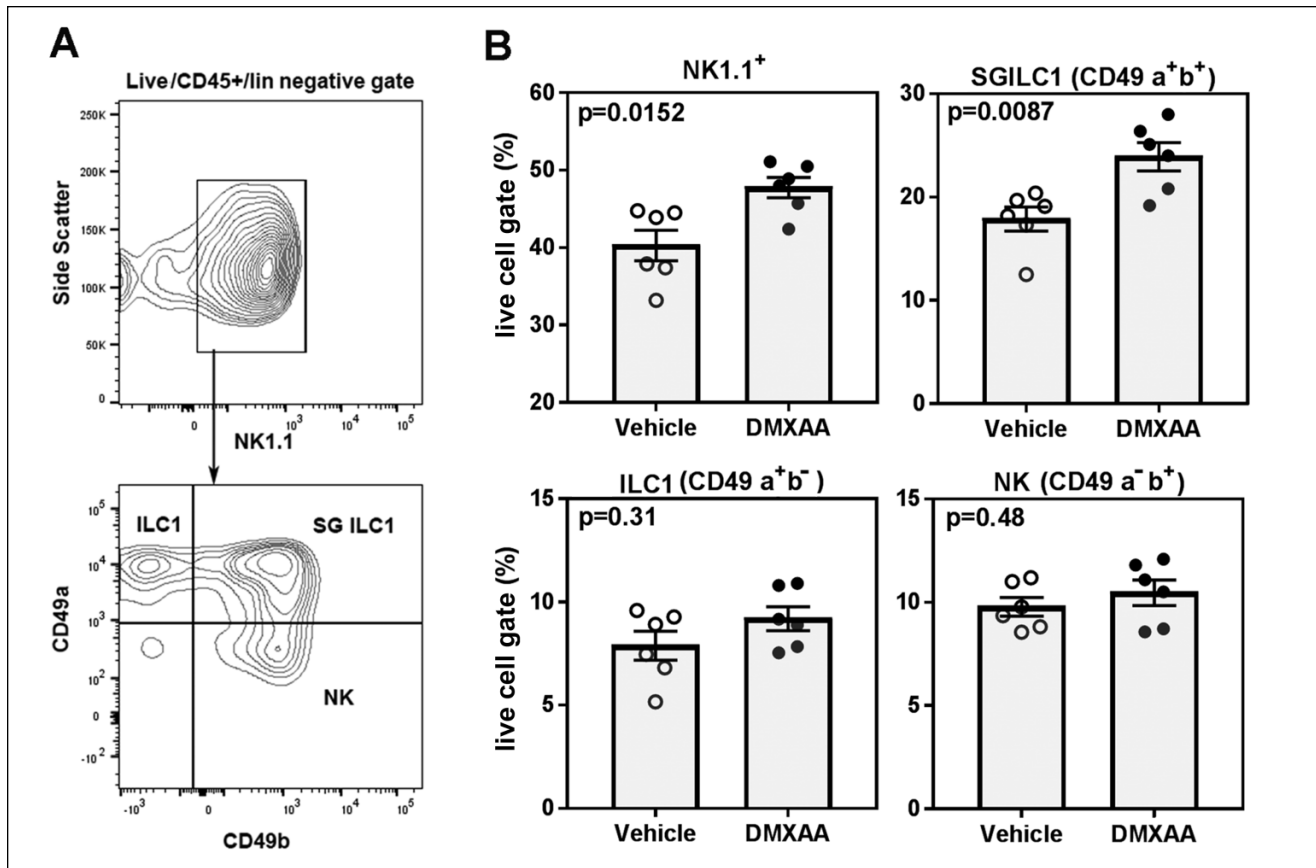 A
Live/CD45+/lin negative gate
250K
200K
150K
100K
50K
0
Side Scatter
0 10³ 10⁴ 10⁵
NK1.1
10⁵
10⁴
10³
10²
0
-10²
CD49a
ILC1
SG ILC1
NK
-10³ 0 10³ 10⁴ 10⁵
CD49b
B
NK1.1⁺
p=0.0152
60
50
40
30
20
live cell gate (%)
Vehicle DMXAA
SGILC1 (CD49 a⁺b⁺)
p=0.0087
30
20
10
0
Vehicle DMXAA
ILC1 (CD49 a⁺b⁻)
p=0.31
15
10
5
0
live cell gate (%)
Vehicle DMXAA
NK (CD49 a⁻ b⁺)
p=0.48
15
10
5
0
Vehicle DMXAA